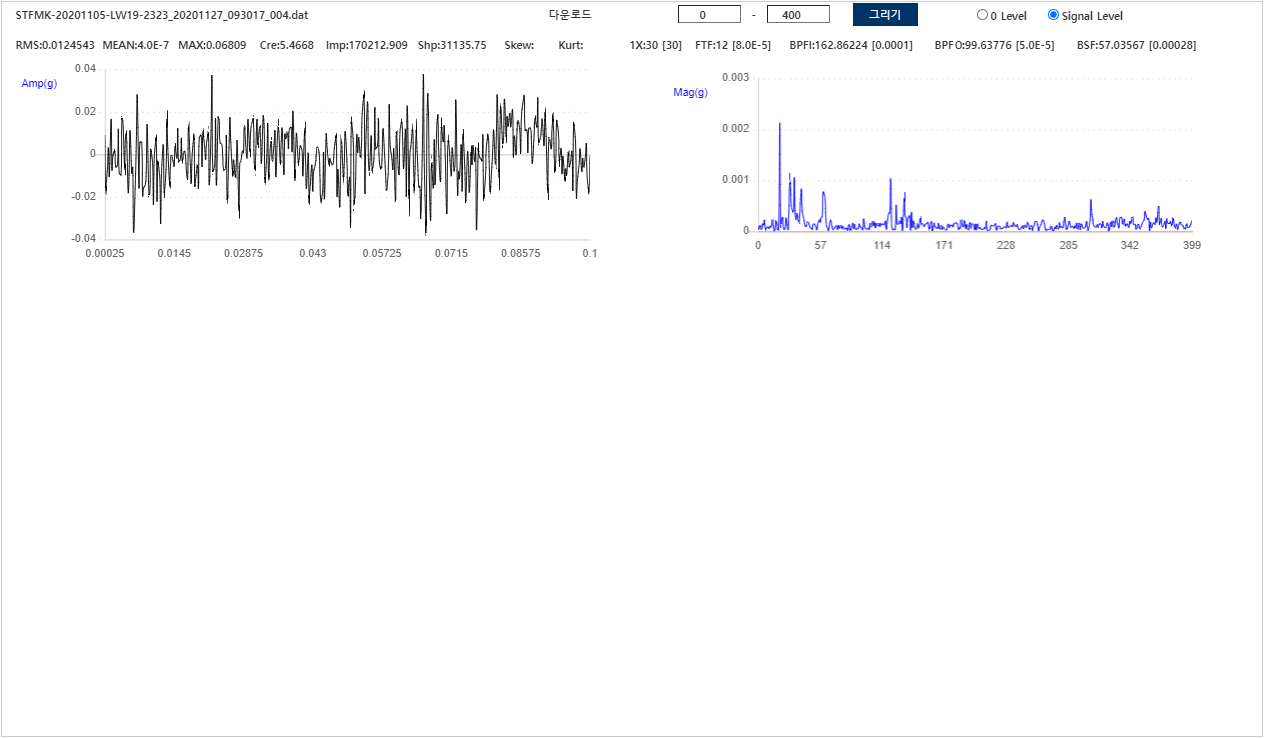 STFMK-20201105-LW19-2323_20201127_093017_004.dat 다운로드 0 - 400 그리기 0 Level Signal Level
RMS:0.0124543 MEAN:4.0E-7 MAX:0.06809 Cre:5.4668 Imp:170212.909 Shp:31135.75 Skew: Kurt: 1X:30 [30] FTF:12 [8.0E-5] BPFI:162.86224 [0.0001] BPFO:99.63776 [5.0E-5] BSF:57.03567 [0.00028]
Amp(g)
0.04
0.02
0
-0.02
-0.04
0.00025 0.0145 0.02875 0.043 0.05725 0.0715 0.08575 0.1
Mag(g)
0.003
0.002
0.001
0
0 57 114 171 228 285 342 399